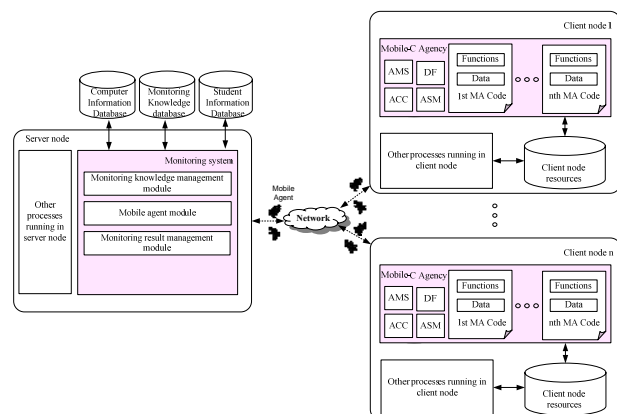 Computer
Information
Database
Monitoring
Knowledge
database
Student
Information
Database
Server node
Other
processes
running in
server node
Monitoring system
Monitoring knowledge management
module
Mobile agent module
Monitoring result management
module
Mobile
Agent
Network
Client node 1
Mobile-C Agency
AMS
DF
ACC
ASM
Functions
Data
1st MA Code
Functions
Data
nth MA Code
Other processes running in
client node
Client node
resources
Client node n
Mobile-C Agency
AMS
DF
ACC
ASM
Functions
Data
1st MA Code
Functions
Data
nth MA Code
Other processes running in
client node
Client node
resources